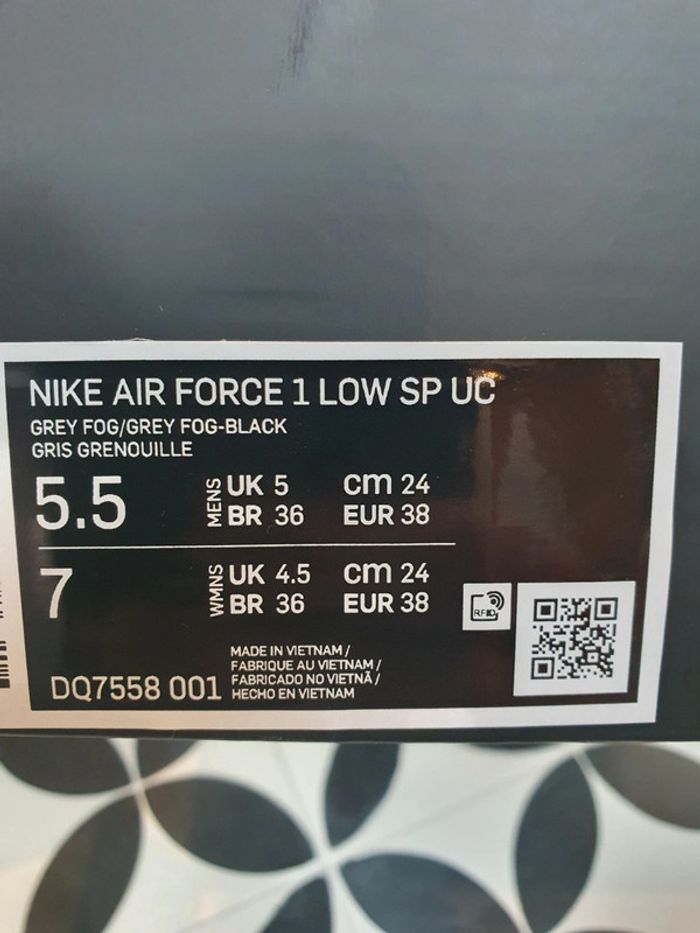 NIKE AIR FORCE 1 LOW SP UC
GREY FOG/GREY FOG-BLACK
GRIS GRENOUILLE
5.5 MENS UK 5 cm 24
BR 36 EUR 38
7 WMNS UK 4.5 cm 24
BR 36 EUR 38
RFID
MADE IN VIETNAM /
FABRIQUE AU VIETNAM /
FABRICADO NO VIETNÃ /
HECHO EN VIETNAM
DQ7558 001